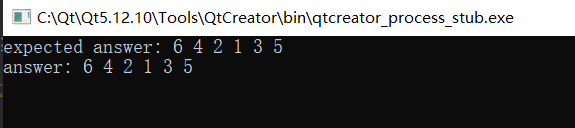 C:\Qt\Qt5.12.10\Tools\QtCreator\bin\qtcreator_process_stub.exe
expected answer: 6 4 2 1 3 5
answer: 6 4 2 1 3 5